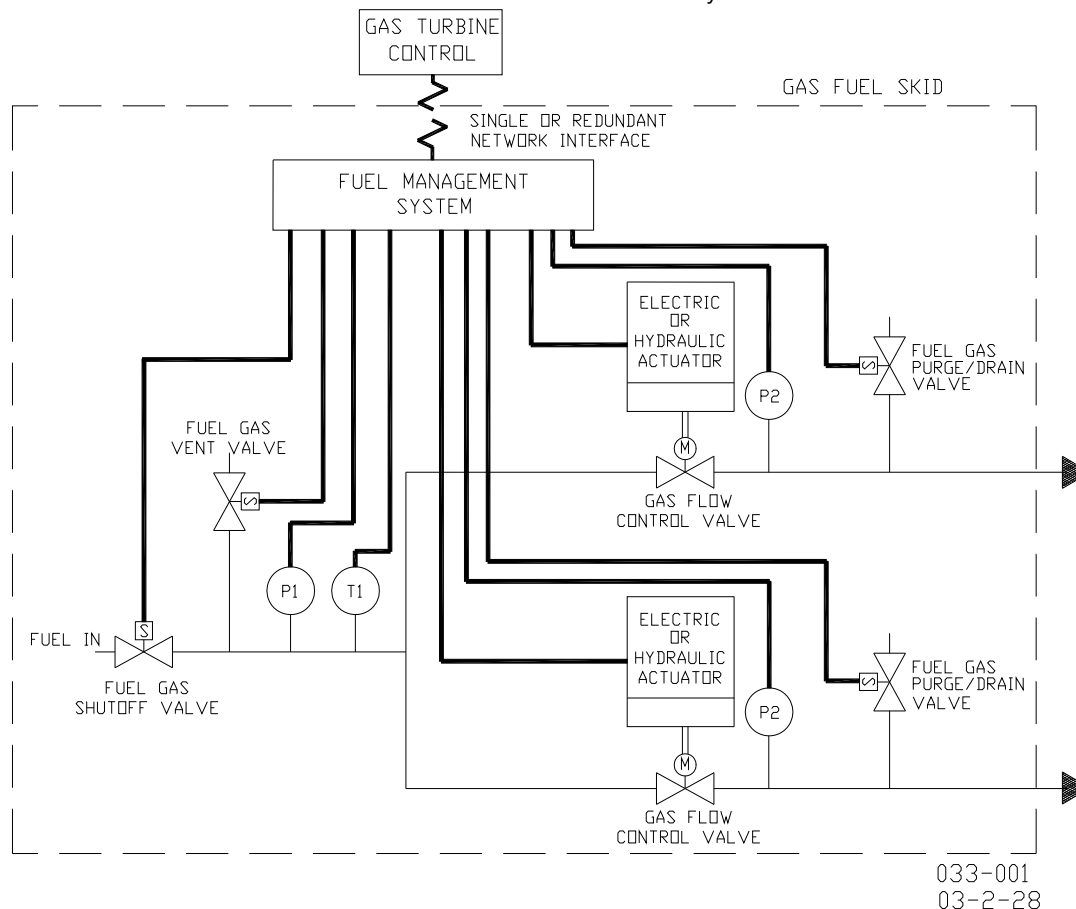 GAS TURBINE
CONTROL
GAS FUEL SKID
SINGLE OR REDUNDANT
NETWORK INTERFACE
FUEL MANAGEMENT
SYSTEM
ELECTRIC
OR
HYDRAULIC
ACTUATOR
P2
S
FUEL GAS
PURGE/DRAIN
VALVE
M
GAS FLOW
CONTROL VALVE
FUEL GAS
VENT VALVE
S
P1
T1
FUEL IN
S
FUEL GAS
SHUTOFF VALVE
ELECTRIC
OR
HYDRAULIC
ACTUATOR
P2
S
FUEL GAS
PURGE/DRAIN
VALVE
M
GAS FLOW
CONTROL VALVE
033-001
03-2-28